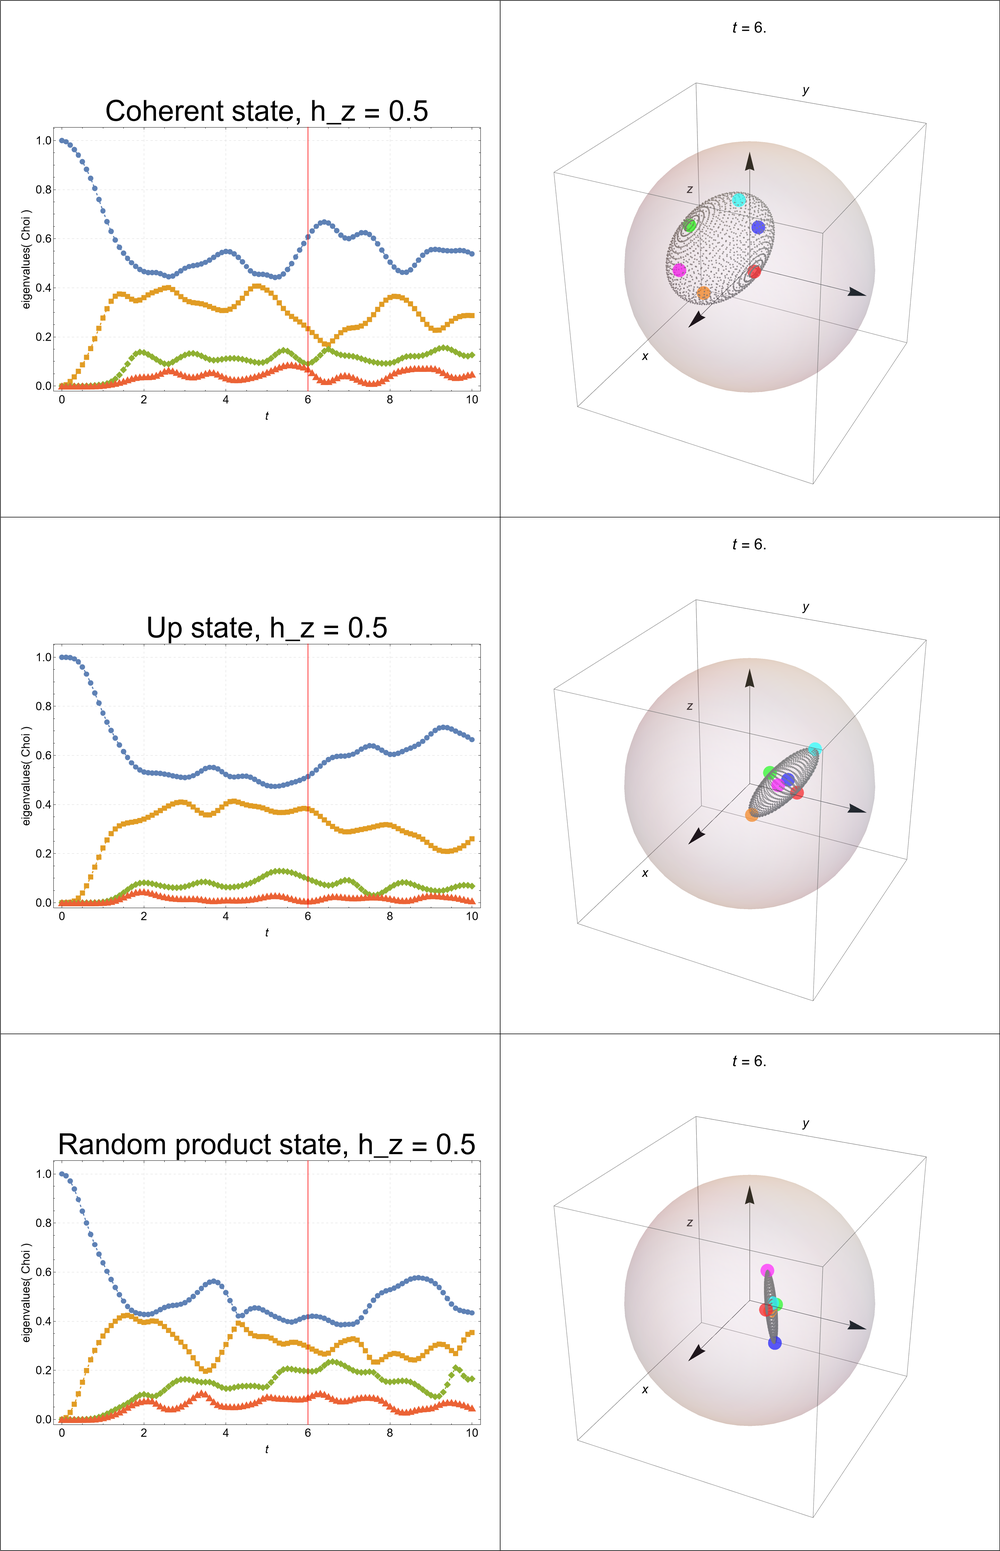 Coherent state, h_z = 0.5
eigenvalues( Choi )
1.0
0.8
0.6
0.4
0.2
0.0
0 2 4 6 8 10
t
t = 6.
y
z
x
Up state, h_z = 0.5
eigenvalues( Choi )
1.0
0.8
0.6
0.4
0.2
0.0
0 2 4 6 8 10
t
t = 6.
y
z
x
Random product state, h_z = 0.5
eigenvalues( Choi )
1.0
0.8
0.6
0.4
0.2
0.0
0 2 4 6 8 10
t
t = 6.
y
z
x